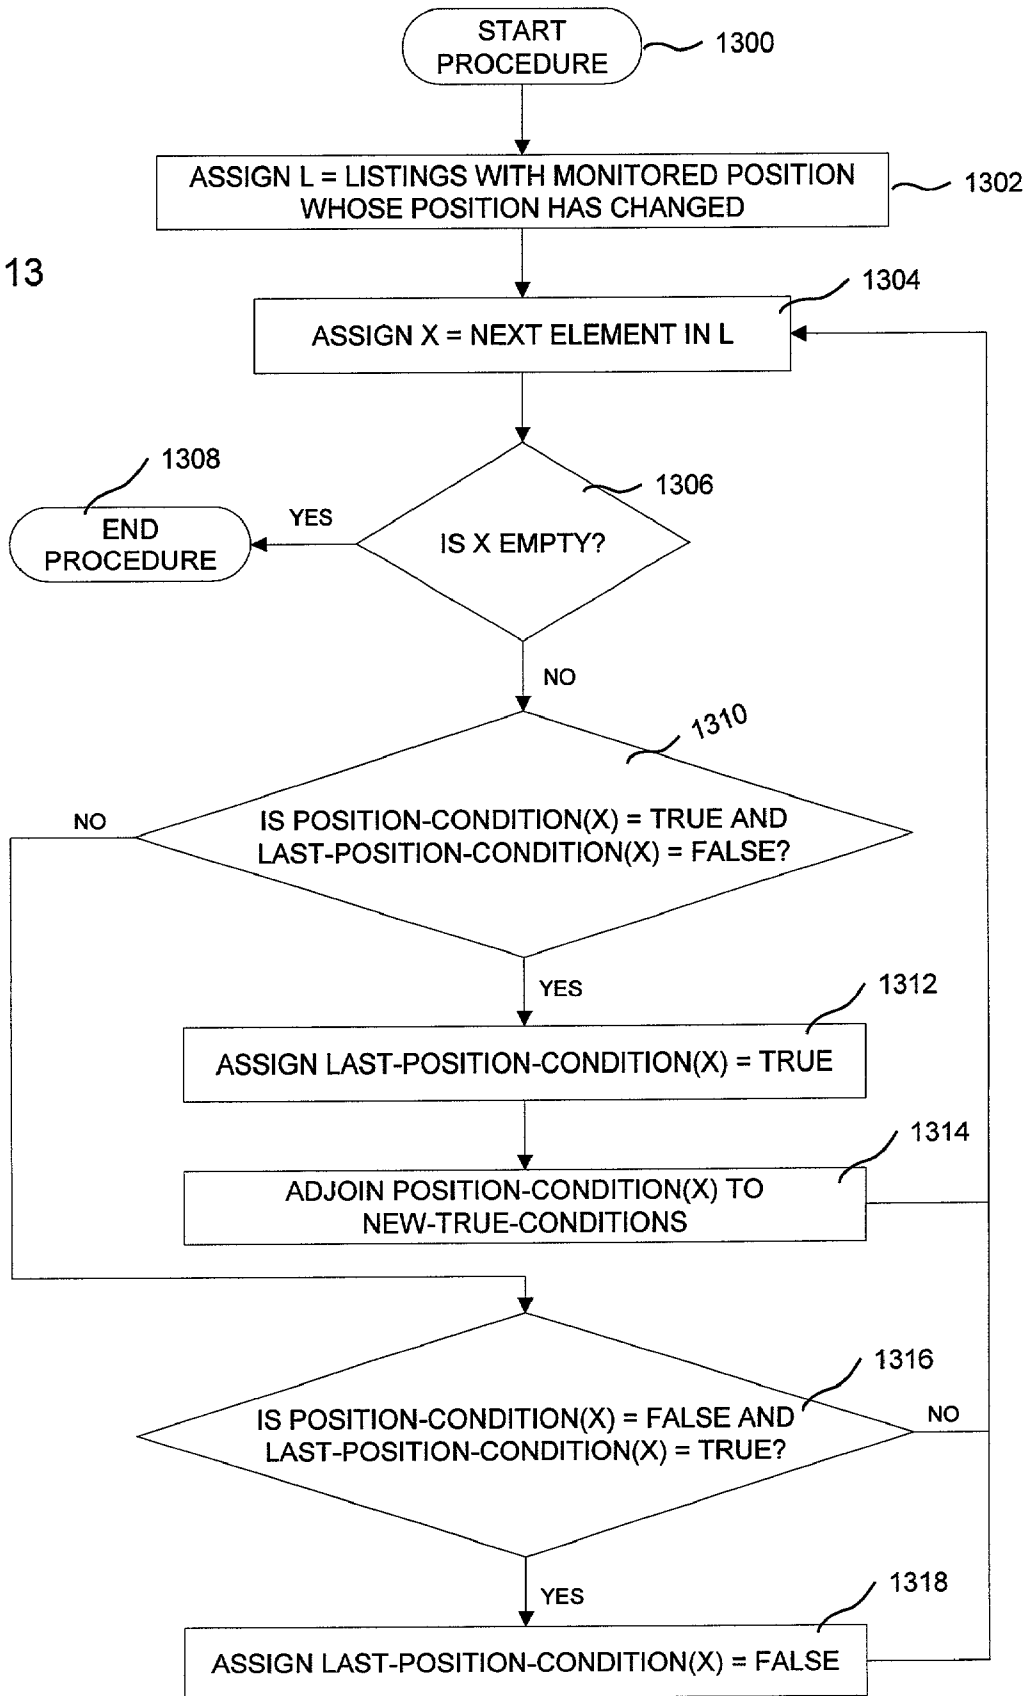 START
PROCEDURE
1300
ASSIGN L = LISTINGS WITH MONITORED POSITION
WHOSE POSITION HAS CHANGED
1302
13
1304
ASSIGN X = NEXT ELEMENT IN L
1308
END
PROCEDURE
YES
1306
IS X EMPTY?
NO
1310
NO
IS POSITION-CONDITION(X) = TRUE AND
LAST-POSITION-CONDITION(X) = FALSE?
YES
1312
ASSIGN LAST-POSITION-CONDITION(X) = TRUE
1314
ADJOIN POSITION-CONDITION(X) TO
NEW-TRUE-CONDITIONS
1316
IS POSITION-CONDITION(X) = FALSE AND
LAST-POSITION-CONDITION(X) = TRUE?
NO
YES
1318
ASSIGN LAST-POSITION-CONDITION(X) = FALSE